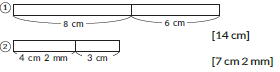 ①
8 cm 6 cm
[14 cm]
②
4 cm 2 mm 3 cm
[7 cm 2 mm]